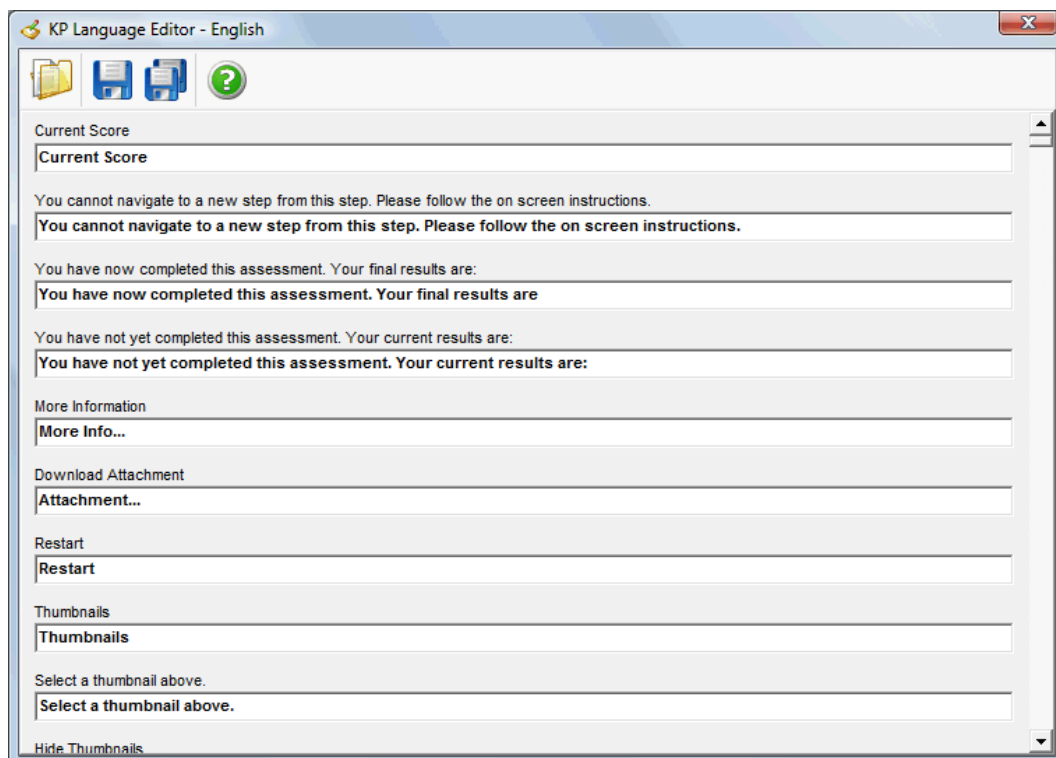 KP Language Editor - English
Current Score
Current Score
You cannot navigate to a new step from this step. Please follow the on screen instructions.
You cannot navigate to a new step from this step. Please follow the on screen instructions.
You have now completed this assessment. Your final results are:
You have now completed this assessment. Your final results are
You have not yet completed this assessment. Your current results are:
You have not yet completed this assessment. Your current results are:
More Information
More Info...
Download Attachment
Attachment...
Restart
Restart
Thumbnails
Thumbnails
Select a thumbnail above.
Select a thumbnail above.
Hide Thumbnails